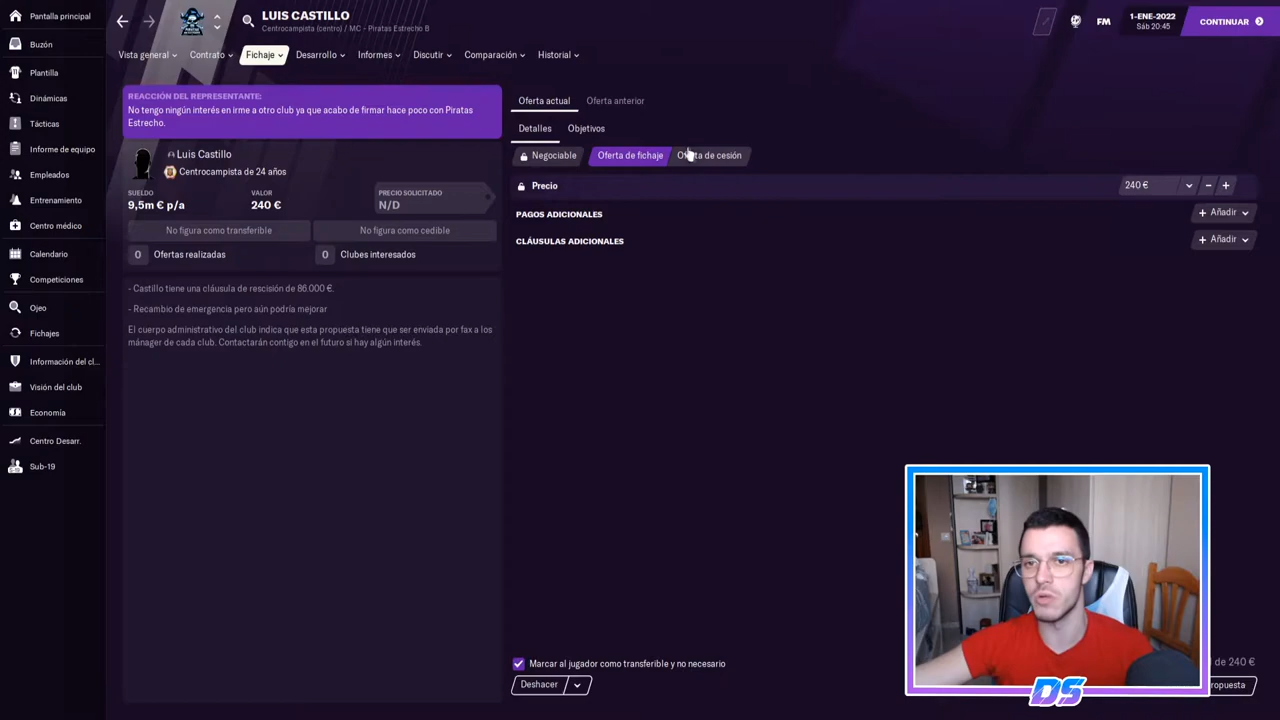 Pantalla principal
Buzón
Plantilla
Dinámicas
Tácticas
Informe de equipo
Empleados
Entrenamiento
Centro médico
Calendario
Competiciones
Ojeo
Fichajes
Información del cl...
Visión del club
Economía
Centro Desarr.
Sub-19
LUIS CASTILLO
Centrocampista (centro) / MC - Piratas Estrecho B
FM
1-ENE-2022
Sáb 20:45
CONTINUAR
Vista general
Contrato
Fichaje
Desarrollo
Informes
Discutir
Comparación
Historial
REACCIÓN DEL REPRESENTANTE:
No tengo ningún interés en irme a otro club ya que acabo de firmar hace poco con Piratas
Estrecho.
Luis Castillo
Centrocampista de 24 años
SUELDO
9,5m € p/a
VALOR
240 €
PRECIO SOLICITADO
N/D
No figura como transferible
No figura como cedible
0 Ofertas realizadas
0 Clubes interesados
- Castillo tiene una cláusula de rescisión de 86.000 €.
- Recambio de emergencia pero aún podría mejorar
El cuerpo administrativo del club indica que esta propuesta tiene que ser enviada por fax a los
mánager de cada club. Contactarán contigo en el futuro si hay algún interés.
Oferta actual
Oferta anterior
Detalles
Objetivos
Negociable
Oferta de fichaje
Oferta de cesión
Precio
240 €
PAGOS ADICIONALES
+ Añadir
CLÁUSULAS ADICIONALES
+ Añadir
Marcar al jugador como transferible y no necesario
Deshacer
de 240 €
DS